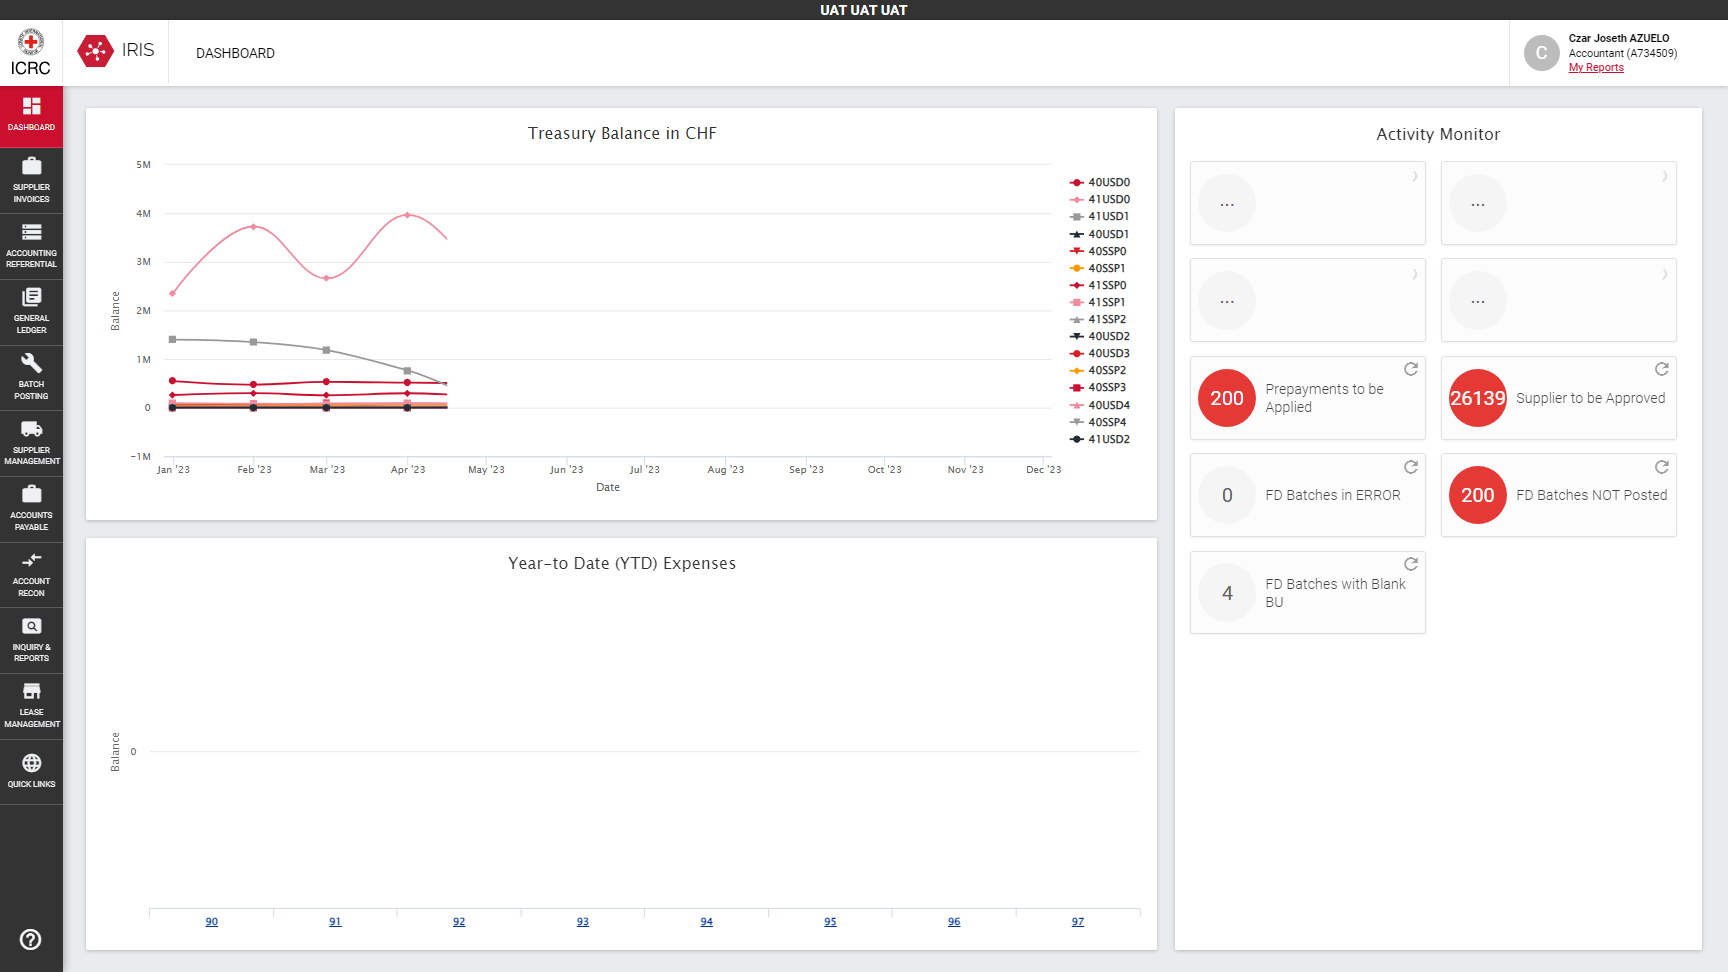 UAT UAT UAT
ICRC
IRIS
DASHBOARD
Czar Joseth AZUELO
Accountant (A734509)
My Reports
DASHBOARD
SUPPLIER
INVOICES
ACCOUNTING
REFERENTIAL
GENERAL
LEDGER
BATCH
POSTING
SUPPLIER
MANAGEMENT
ACCOUNTS
PAYABLE
ACCOUNT
RECON
INQUIRY &
REPORTS
LEASE
MANAGEMENT
QUICK LINKS
Treasury Balance in CHF
Balance
5M
4M
3M
2M
1M
0
−1M
Jan '23
Feb '23
Mar '23
Apr '23
May '23
Jun '23
Jul '23
Aug '23
Sep '23
Oct '23
Nov '23
Dec '23
Date
40USD0
41USD0
41USD1
40USD1
40SSP0
40SSP1
41SSP0
41SSP1
41SSP2
40USD2
40USD3
40SSP2
40SSP3
40USD4
40SSP4
41USD2
Year-to Date (YTD) Expenses
Balance
0
90
91
92
93
94
95
96
97
Activity Monitor
...
...
...
...
200
Prepayments to be
Applied
26139
Supplier to be Approved
0
FD Batches in ERROR
200
FD Batches NOT Posted
4
FD Batches with Blank
BU
C